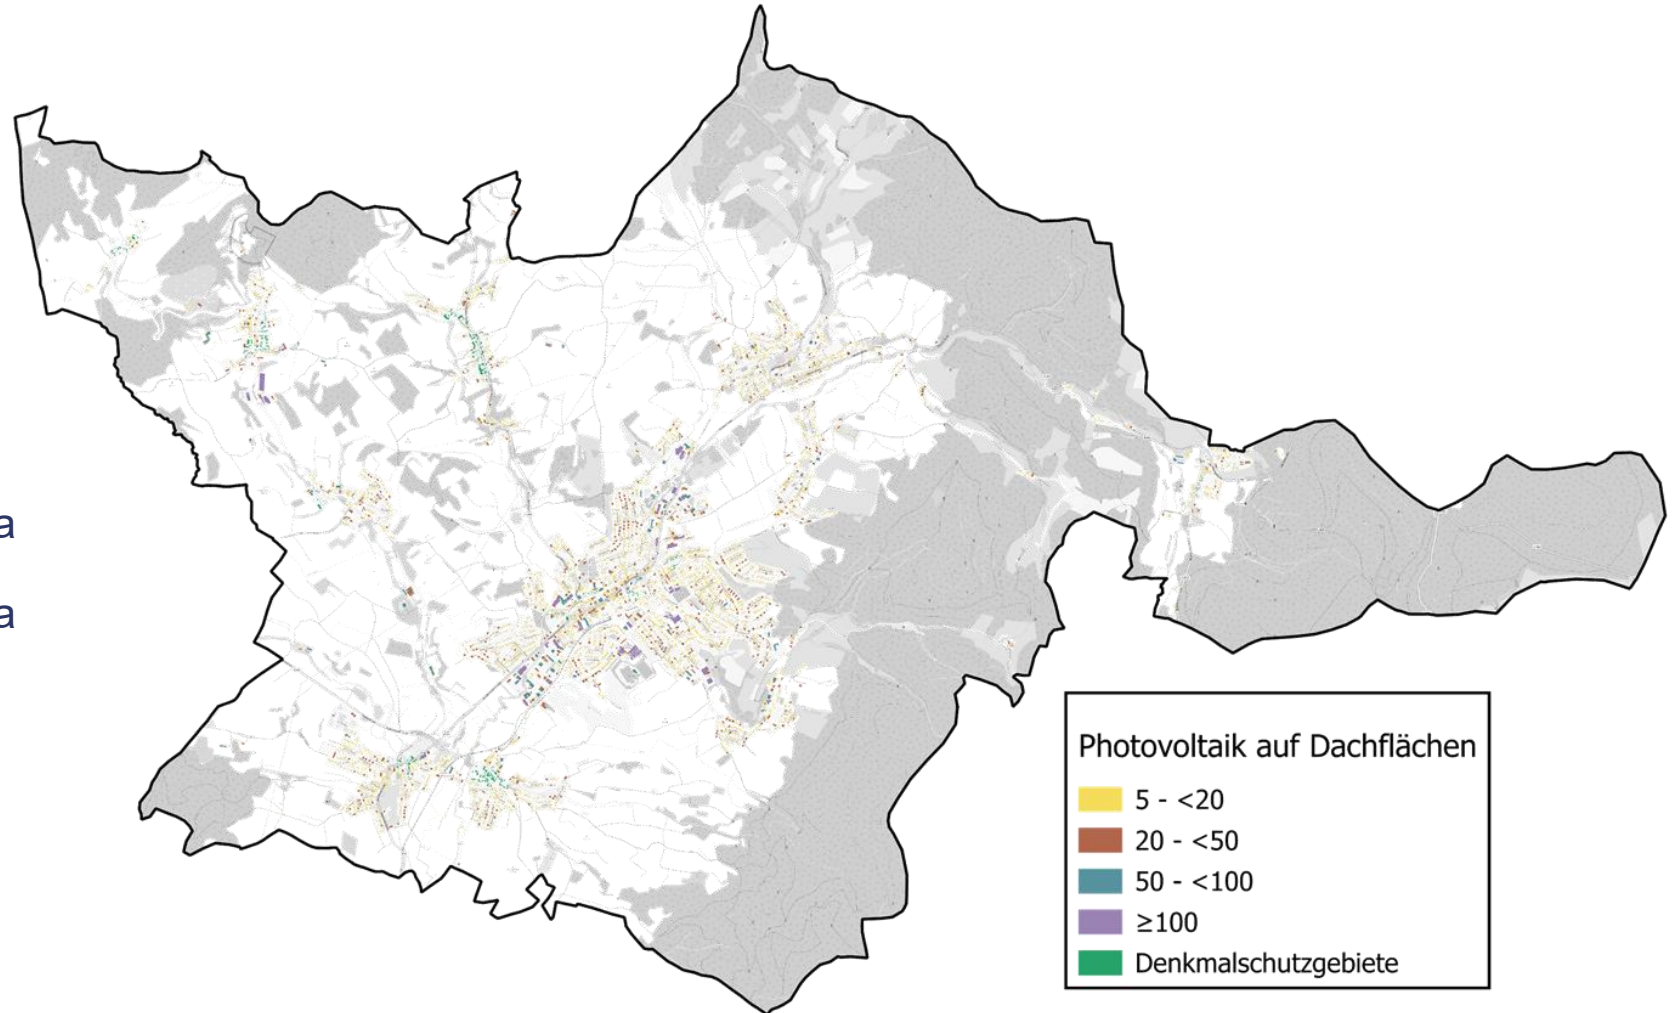 a
a
Photovoltaik auf Dachflächen
5 - <20
20 - <50
50 - <100
≥100
Denkmalschutzgebiete